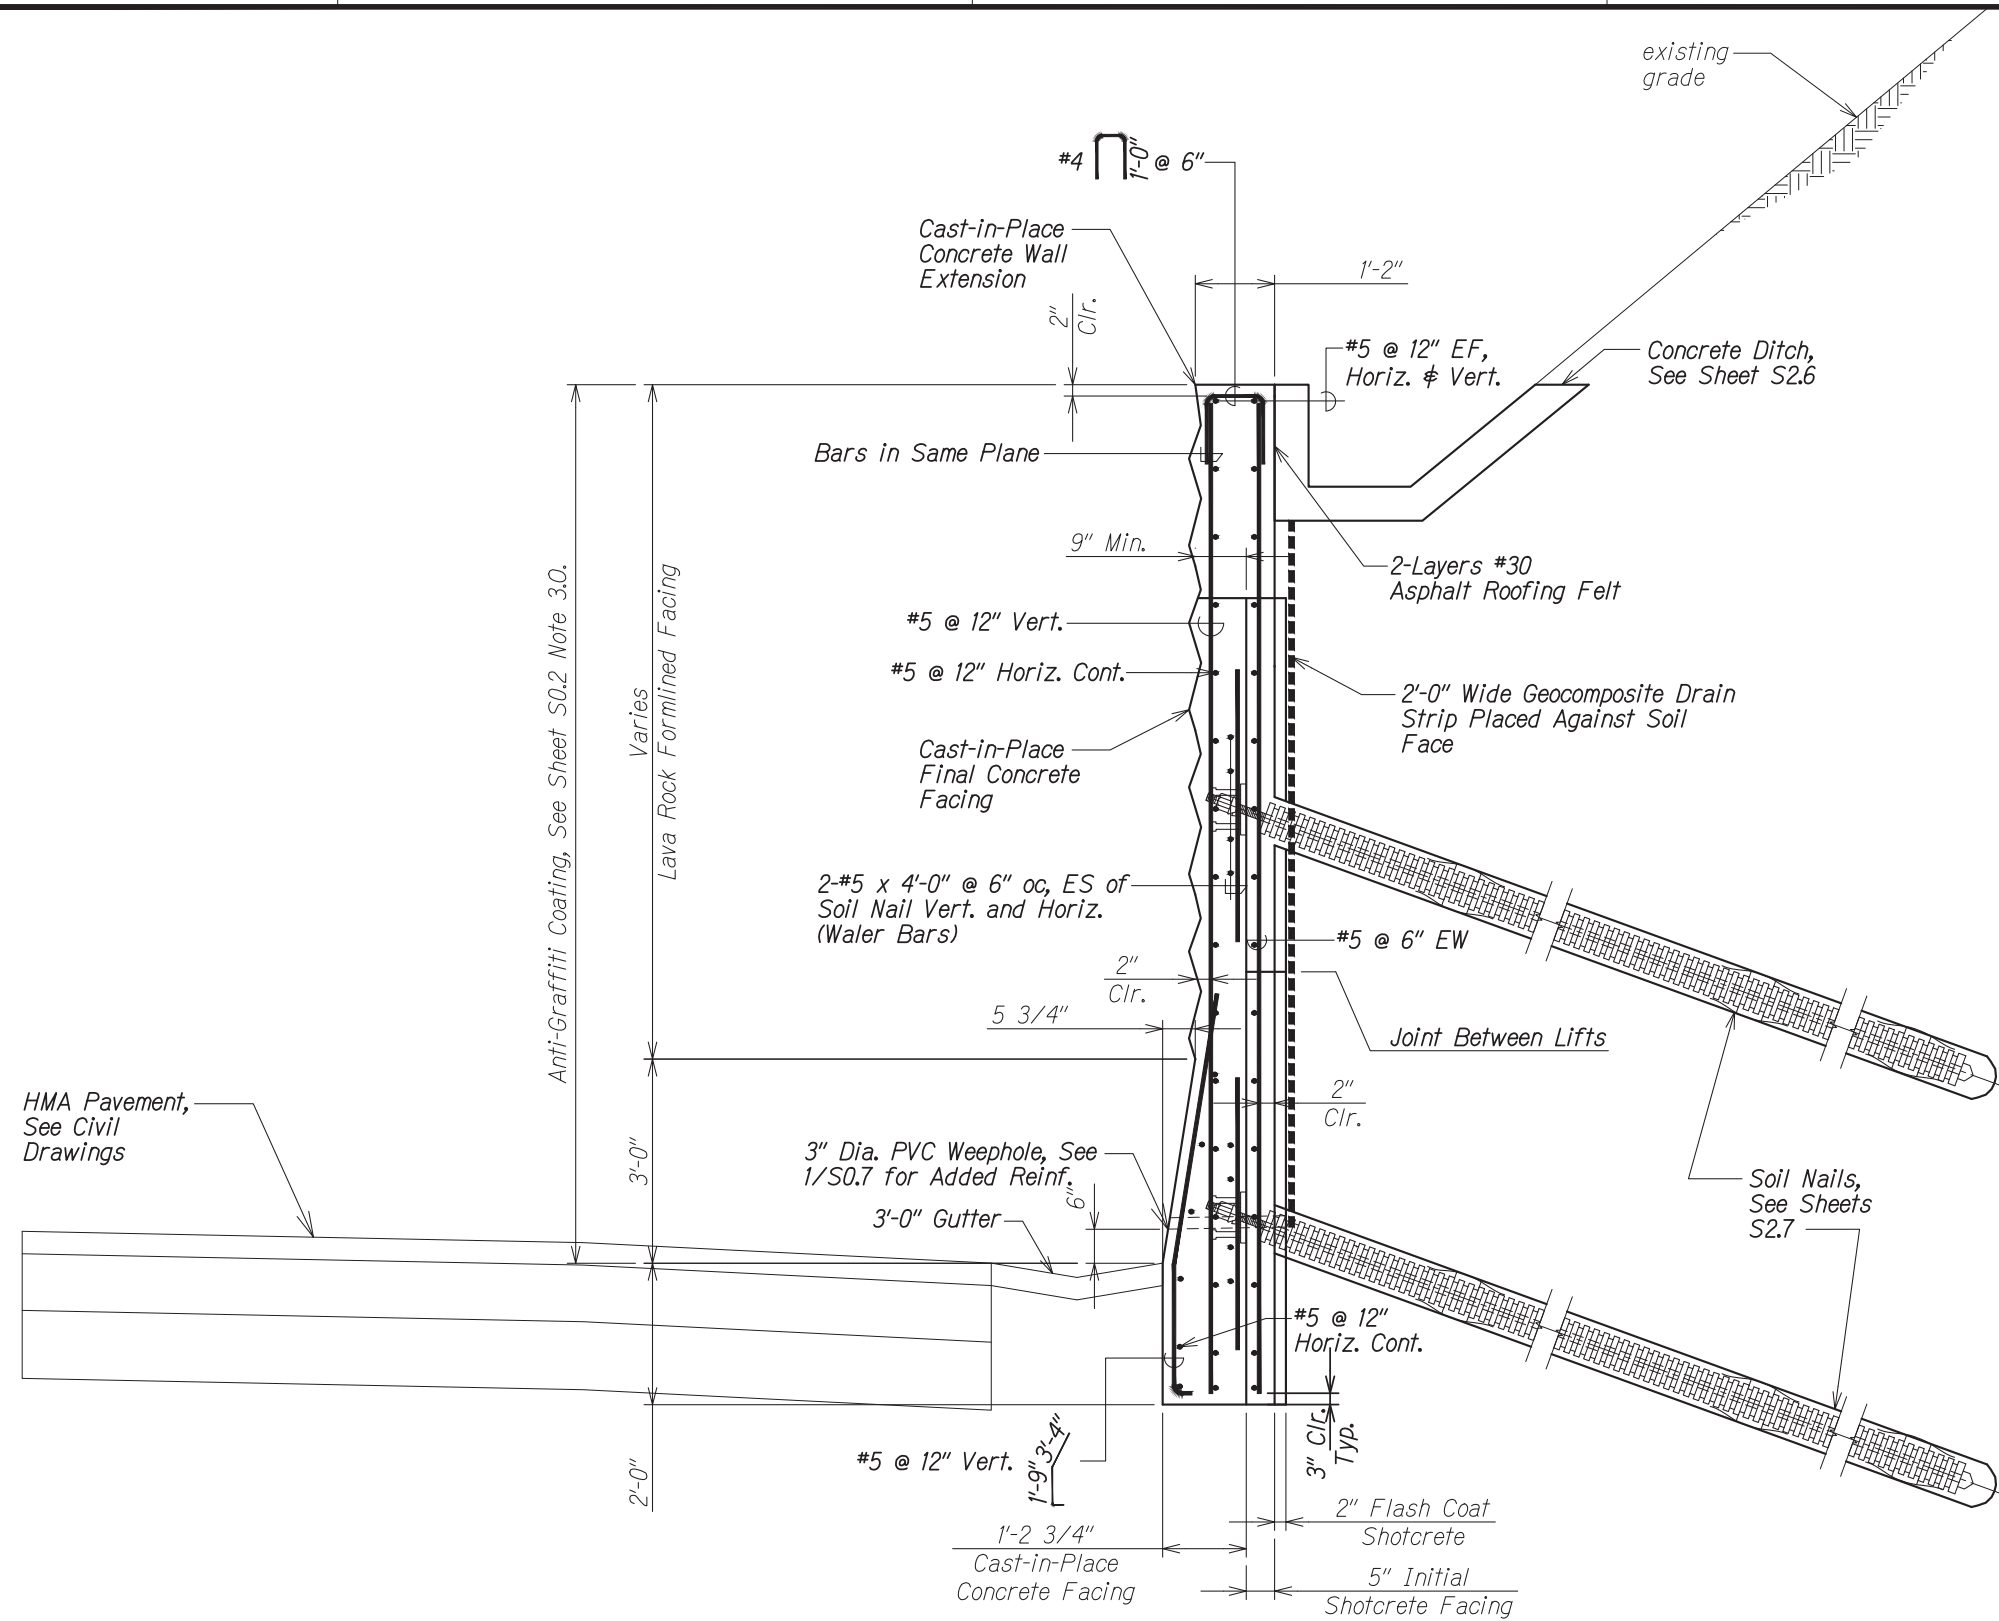 existing
grade
#4
1'-0"
@ 6"
Cast-in-Place
Concrete Wall
Extension
1'-2"
2"
Clr.
#5 @ 12" EF,
Horiz. & Vert.
Concrete Ditch,
See Sheet S2.6
Bars in Same Plane
9" Min.
2-Layers #30
Asphalt Roofing Felt
#5 @ 12" Vert.
#5 @ 12" Horiz. Cont.
2'-0" Wide Geocomposite Drain
Strip Placed Against Soil
Face
Cast-in-Place
Final Concrete
Facing
Anti-Graffiti Coating, See Sheet S0.2 Note 3.0.
Varies
Lava Rock Formlined Facing
2-#5 x 4'-0" @ 6" oc, ES of
Soil Nail Vert. and Horiz.
(Waler Bars)
#5 @ 6" EW
2"
Clr.
5 3/4"
Joint Between Lifts
2"
Clr.
HMA Pavement,
See Civil
Drawings
3'-0"
3" Dia. PVC Weephole, See
1/S0.7 for Added Reinf.
6"
3'-0" Gutter
Soil Nails,
See Sheets
S2.7
#5 @ 12"
Horiz. Cont.
#5 @ 12" Vert.
1'-9"
3'-4"
3" Clr.
Typ.
2'-0"
2" Flash Coat
Shotcrete
1'-2 3/4"
Cast-in-Place
Concrete Facing
5" Initial
Shotcrete Facing